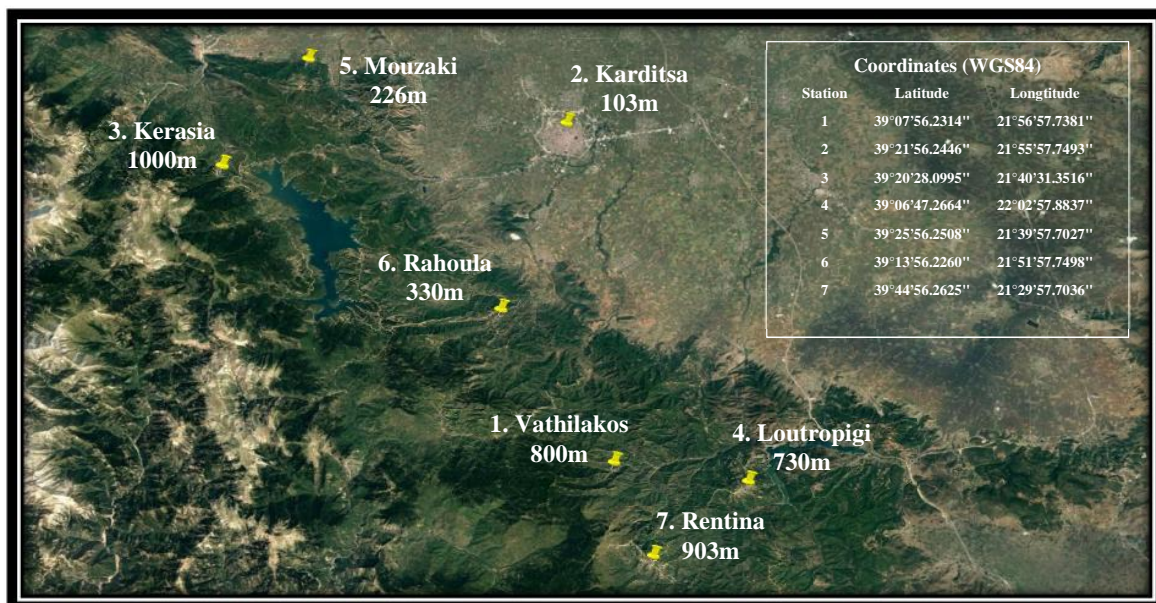 5. Mouzaki
226m
2. Karditsa
103m
3. Kerasia
1000m
6. Rahoula
330m
1. Vathilakos
800m
4. Loutropigi
730m
7. Rentina
903m
Coordinates (WGS84)
Station Latitude Longtitude
1 39°07'56.2314" 21°56'57.7381"
2 39°21'56.2446" 21°55'57.7493"
3 39°20'28.0995" 21°40'31.3516"
4 39°06'47.2664" 22°02'57.8837"
5 39°25'56.2508" 21°39'57.7027"
6 39°13'56.2260" 21°51'57.7498"
7 39°44'56.2625" 21°29'57.7036"